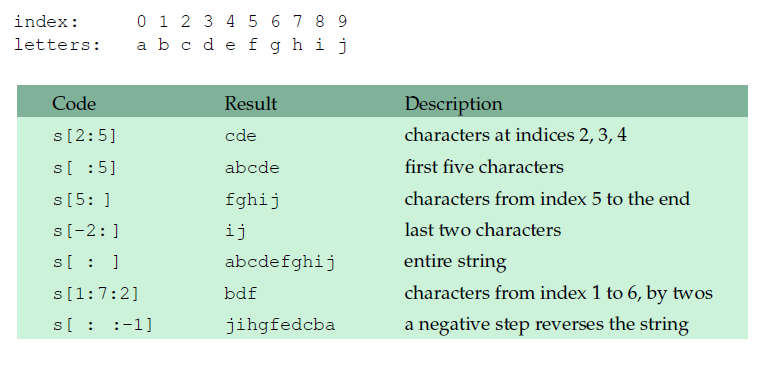 index: 0 1 2 3 4 5 6 7 8 9
letters: a b c d e f g h i j
Code Result Description
s[2:5] cde characters at indices 2, 3, 4
s[ :5] abcde first five characters
s[5: ] fghij characters from index 5 to the end
s[-2: ] ij last two characters
s[ : ] abcdefghij entire string
s[1:7:2] bdf characters from index 1 to 6, by twos
s[ : :-1] jihgfedcba a negative step reverses the string